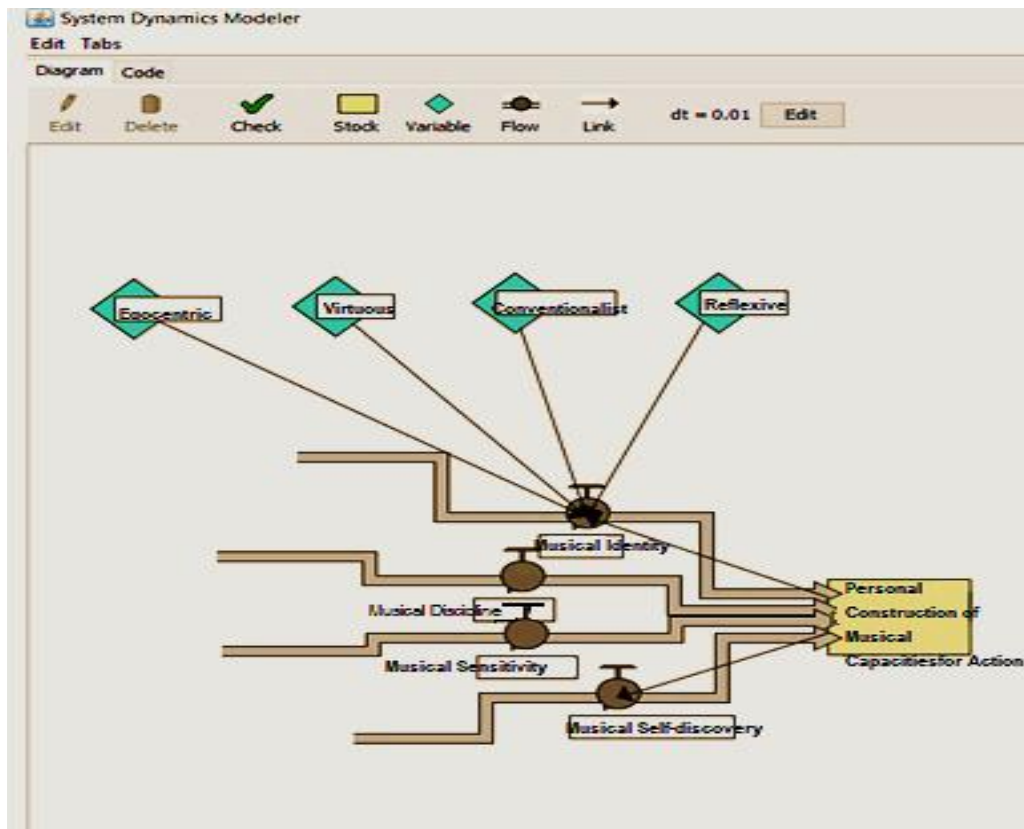 System Dynamics Modeler
Edit Tabs
Diagram Code
Edit Delete Check Stock Variable Flow Link dt = 0.01 Edit
Egocentric Virtuous Conventionalist Reflexive
Musical Identity
Musical Discipline
Musical Sensitivity
Musical Self-discovery
Personal
Construction of
Musical
Capacitiesfor Action